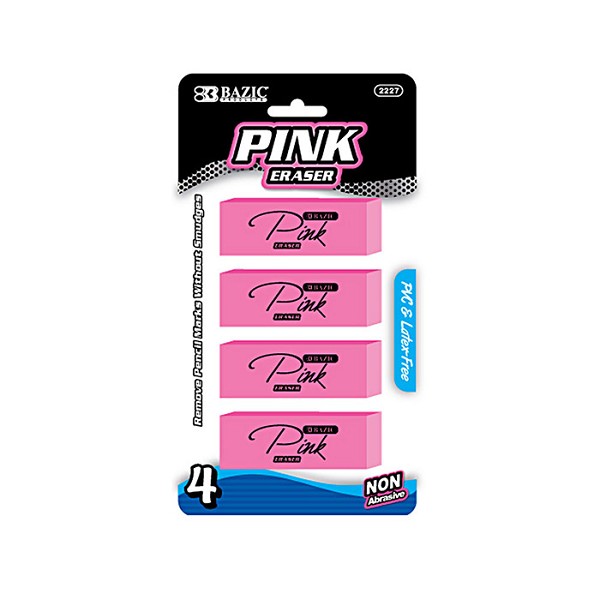 BAZIC
PRODUCTS
2227
PINK
ERASER
Remove Pencil Marks Without Smudges
BAZIC
Pink
ERASER
BAZIC
Pink
ERASER
BAZIC
Pink
ERASER
BAZIC
Pink
ERASER
PVC & Latex-Free
4
NON
Abrasive